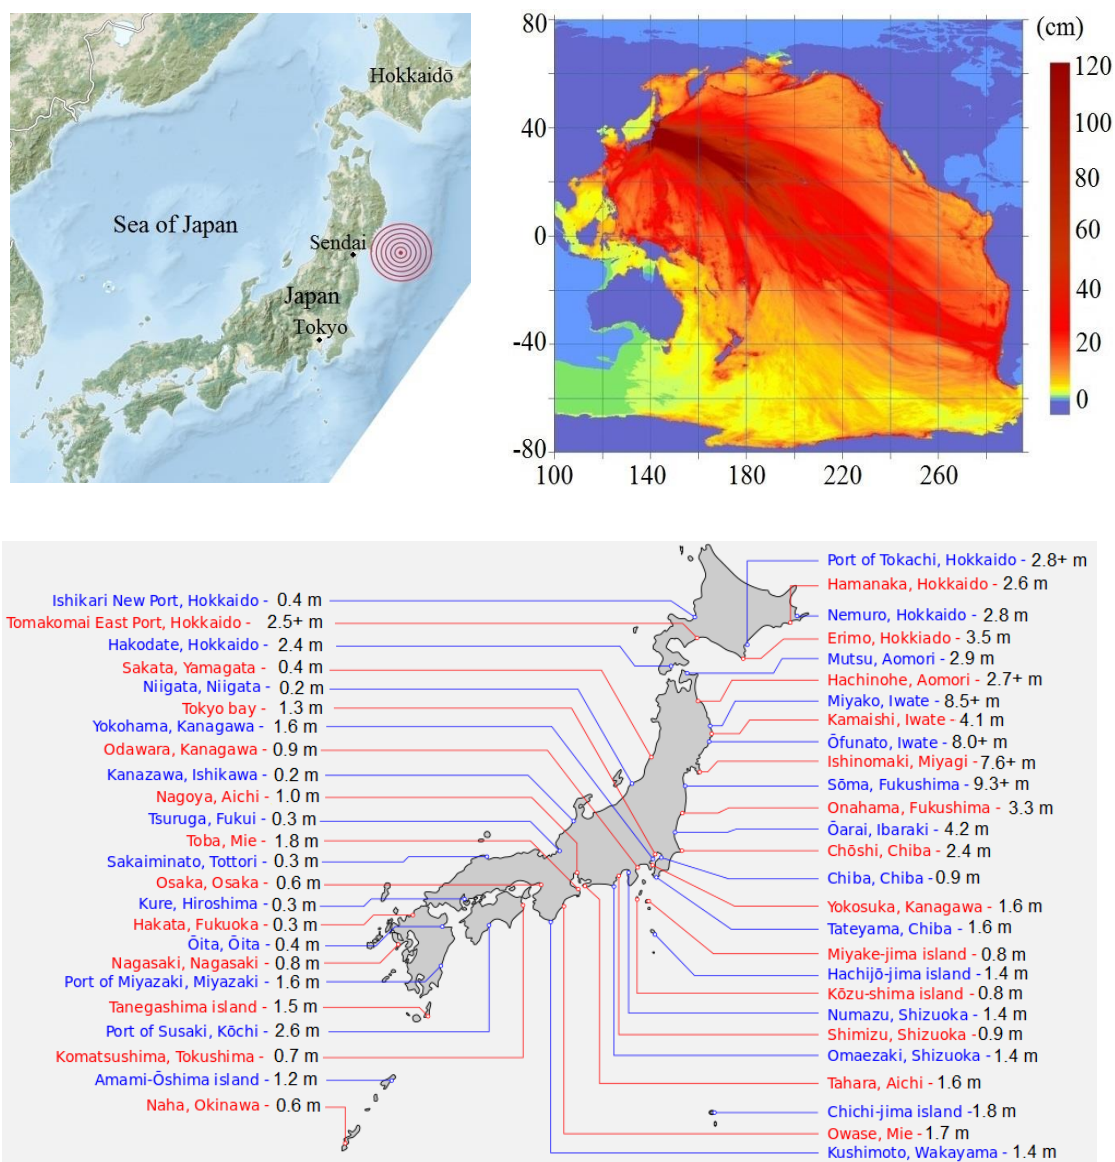 Hokkaidō
Sea of Japan
Sendai
Japan
Tokyo
(cm)
80
40
0
-40
-80
100 140 180 220 260
120
100
80
60
40
20
0
Ishikari New Port, Hokkaido - 0.4 m
Tomakomai East Port, Hokkaido - 2.5+ m
Hakodate, Hokkaido - 2.4 m
Sakata, Yamagata - 0.4 m
Niigata, Niigata - 0.2 m
Tokyo bay - 1.3 m
Yokohama, Kanagawa - 1.6 m
Odawara, Kanagawa - 0.9 m
Kanazawa, Ishikawa - 0.2 m
Nagoya, Aichi - 1.0 m
Tsuruga, Fukui - 0.3 m
Toba, Mie - 1.8 m
Sakaiminato, Tottori - 0.3 m
Osaka, Osaka - 0.6 m
Kure, Hiroshima - 0.3 m
Hakata, Fukuoka - 0.3 m
Ōita, Ōita - 0.4 m
Nagasaki, Nagasaki - 0.8 m
Port of Miyazaki, Miyazaki - 1.6 m
Tanegashima island - 1.5 m
Port of Susaki, Kōchi - 2.6 m
Komatsushima, Tokushima - 0.7 m
Amami-Ōshima island - 1.2 m
Naha, Okinawa - 0.6 m
Port of Tokachi, Hokkaido - 2.8+ m
Hamanaka, Hokkaido - 2.6 m
Nemuro, Hokkaido - 2.8 m
Erimo, Hokkiado - 3.5 m
Mutsu, Aomori - 2.9 m
Hachinohe, Aomori - 2.7+ m
Miyako, Iwate - 8.5+ m
Kamaishi, Iwate - 4.1 m
Ōfunato, Iwate - 8.0+ m
Ishinomaki, Miyagi - 7.6+ m
Sōma, Fukushima - 9.3+ m
Onahama, Fukushima - 3.3 m
Ōarai, Ibaraki - 4.2 m
Chōshi, Chiba - 2.4 m
Chiba, Chiba - 0.9 m
Yokosuka, Kanagawa - 1.6 m
Tateyama, Chiba - 1.6 m
Miyake-jima island - 0.8 m
Hachijō-jima island - 1.4 m
Kōzu-shima island - 0.8 m
Numazu, Shizuoka - 1.4 m
Shimizu, Shizuoka - 0.9 m
Omaezaki, Shizuoka - 1.4 m
Tahara, Aichi - 1.6 m
Chichi-jima island -1.8 m
Owase, Mie - 1.7 m
Kushimoto, Wakayama - 1.4 m